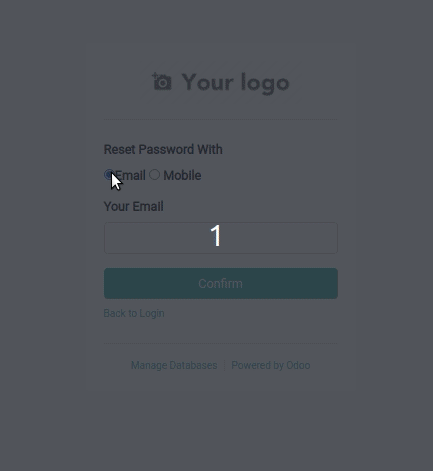 Your logo
Reset Password With
Email Mobile
Your Email
1
Confirm
Back to Login
Manage Databases | Powered by Odoo